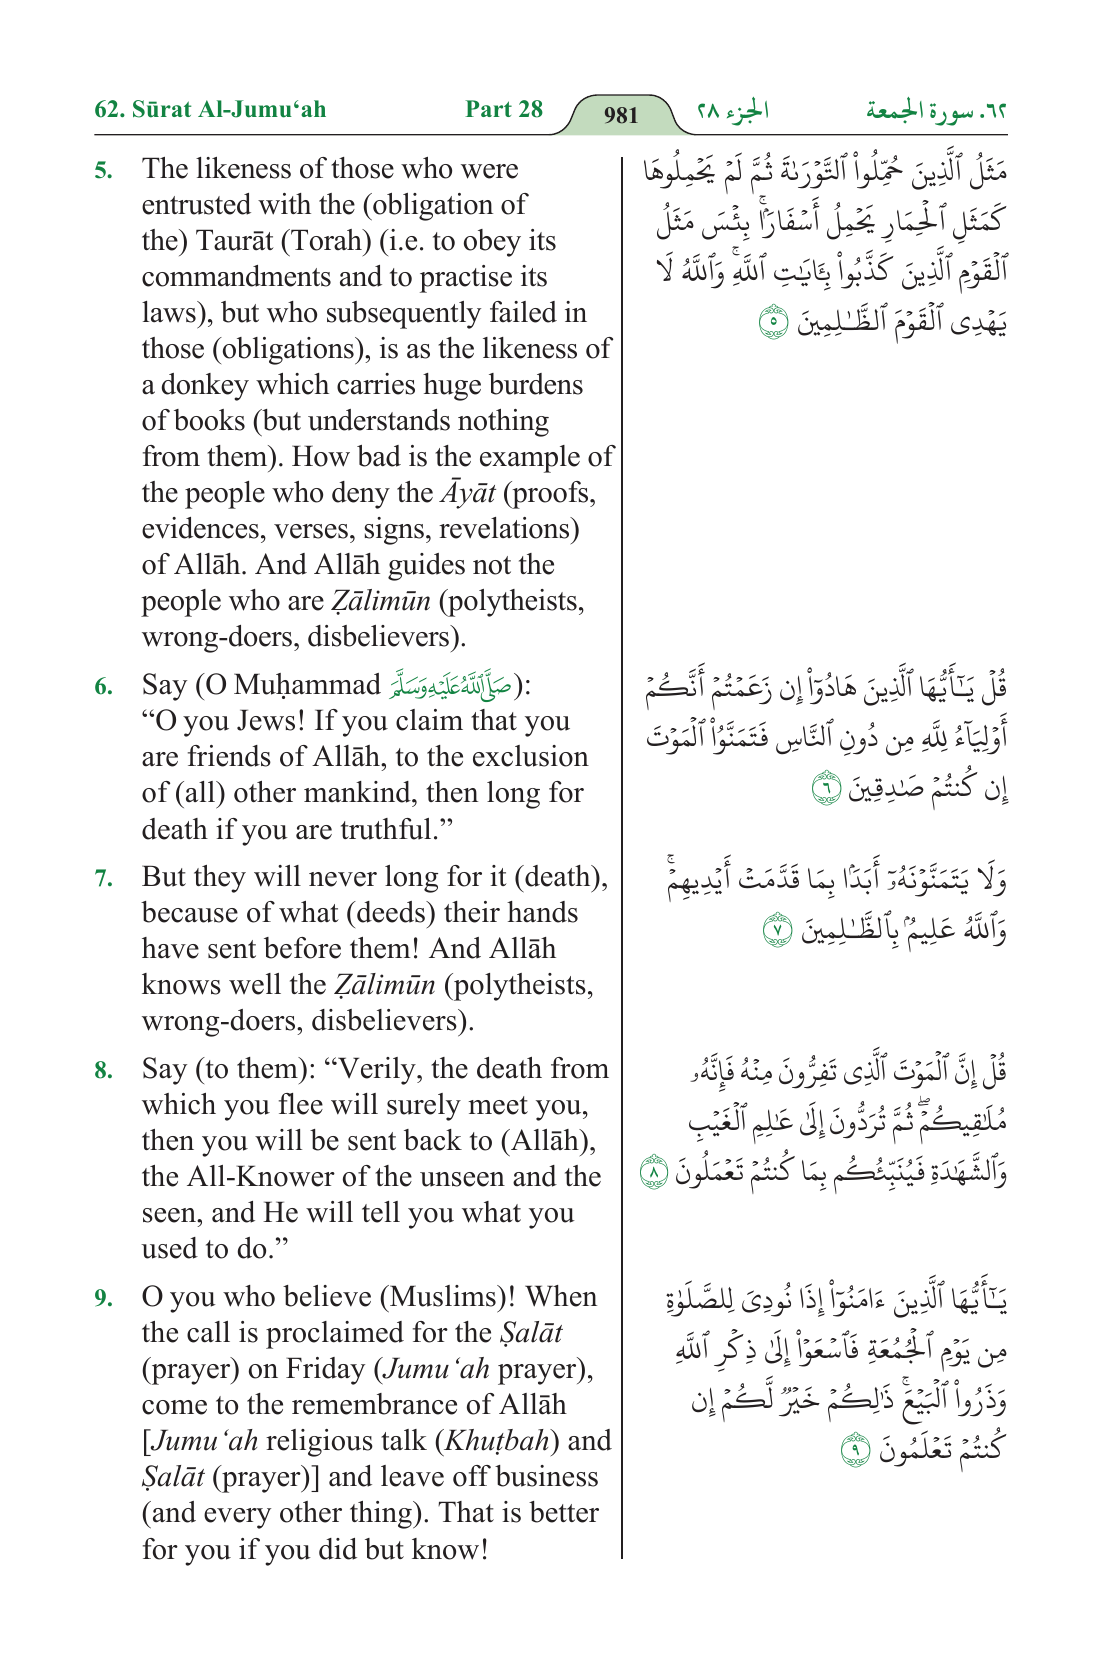 62. Sūrat Al-Jumu‘ah Part 28 981 الجزء ٢٨ ٦٢. سورة الجمعة
5. The likeness of those who were
entrusted with the (obligation of
the) Taurāt (Torah) (i.e. to obey its
commandments and to practise its
laws), but who subsequently failed in
those (obligations), is as the likeness of
a donkey which carries huge burdens
of books (but understands nothing
from them). How bad is the example of
the people who deny the Āyāt (proofs,
evidences, verses, signs, revelations)
of Allāh. And Allāh guides not the
people who are Ẓālimūn (polytheists,
wrong-doers, disbelievers).
مَثَلُ ٱلَّذِينَ حُمِّلُوا۟ ٱلتَّوْرَىٰةَ ثُمَّ لَمْ يَحْمِلُوهَا
كَمَثَلِ ٱلْحِمَارِ يَحْمِلُ أَسْفَارًۢا ۚ بِئْسَ مَثَلُ
ٱلْقَوْمِ ٱلَّذِينَ كَذَّبُوا۟ بِـَٔايَـٰتِ ٱللَّهِ ۚ وَٱللَّهُ لَا
يَهْدِى ٱلْقَوْمَ ٱلظَّـٰلِمِينَ ٥
6. Say (O Muḥammad صَلَّى ٱللَّهُ عَلَيْهِ وَسَلَّمَ):
“O you Jews! If you claim that you
are friends of Allāh, to the exclusion
of (all) other mankind, then long for
death if you are truthful.”
قُلْ يَـٰٓأَيُّهَا ٱلَّذِينَ هَادُوٓا۟ إِن زَعَمْتُمْ أَنَّكُمْ
أَوْلِيَآءُ لِلَّهِ مِن دُونِ ٱلنَّاسِ فَتَمَنَّوُا۟ ٱلْمَوْتَ
إِن كُنتُمْ صَـٰدِقِينَ ٦
7. But they will never long for it (death),
because of what (deeds) their hands
have sent before them! And Allāh
knows well the Ẓālimūn (polytheists,
wrong-doers, disbelievers).
وَلَا يَتَمَنَّوْنَهُۥٓ أَبَدًۢا بِمَا قَدَّمَتْ أَيْدِيهِمْ ۚ
وَٱللَّهُ عَلِيمٌۢ بِٱلظَّـٰلِمِينَ ٧
8. Say (to them): “Verily, the death from
which you flee will surely meet you,
then you will be sent back to (Allāh),
the All-Knower of the unseen and the
seen, and He will tell you what you
used to do.”
قُلْ إِنَّ ٱلْمَوْتَ ٱلَّذِى تَفِرُّونَ مِنْهُ فَإِنَّهُۥ
مُلَـٰقِيكُمْ ۖ ثُمَّ تُرَدُّونَ إِلَىٰ عَـٰلِمِ ٱلْغَيْبِ
وَٱلشَّهَـٰدَةِ فَيُنَبِّئُكُم بِمَا كُنتُمْ تَعْمَلُونَ ٨
9. O you who believe (Muslims)! When
the call is proclaimed for the Ṣalāt
(prayer) on Friday (Jumu‘ah prayer),
come to the remembrance of Allāh
[Jumu‘ah religious talk (Khuṭbah) and
Ṣalāt (prayer)] and leave off business
(and every other thing). That is better
for you if you did but know!
يَـٰٓأَيُّهَا ٱلَّذِينَ ءَامَنُوٓا۟ إِذَا نُودِىَ لِلصَّلَوٰةِ
مِن يَوْمِ ٱلْجُمُعَةِ فَٱسْعَوْا۟ إِلَىٰ ذِكْرِ ٱللَّهِ
وَذَرُوا۟ ٱلْبَيْعَ ۚ ذَٰلِكُمْ خَيْرٌ لَّكُمْ إِن
كُنتُمْ تَعْلَمُونَ ٩